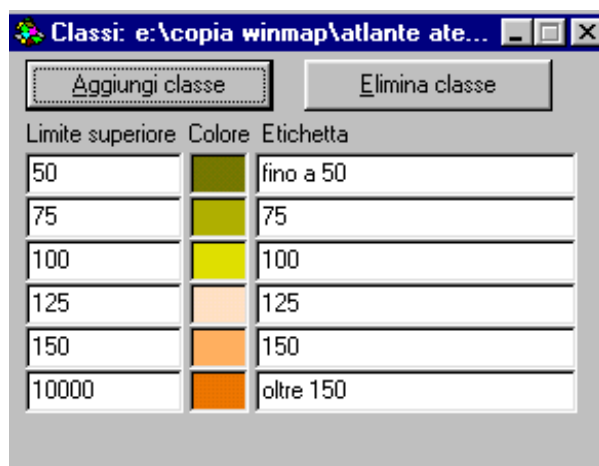 Classi: e:\copia winmap\atlante ate...
Aggiungi classe Elimina classe
Limite superiore Colore Etichetta
50 fino a 50
75 75
100 100
125 125
150 150
10000 oltre 150